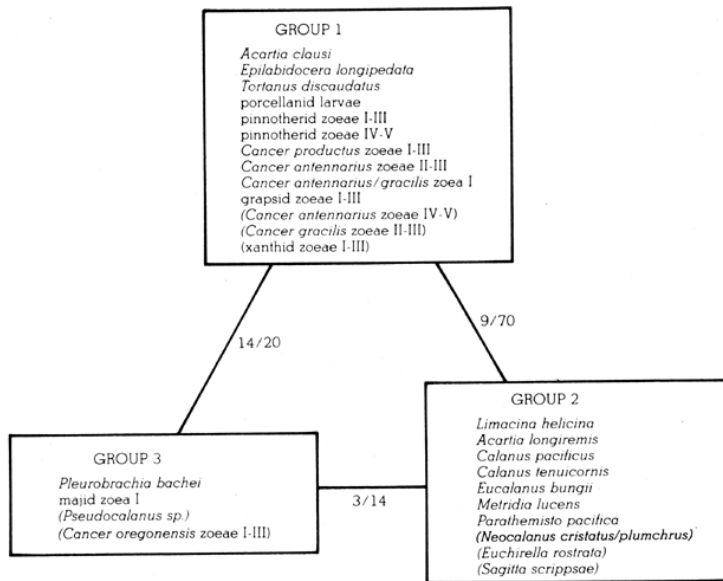 GROUP 1
Acartia clausi
Epilabidocera longipedata
Tortanus discaudatus
porcellanid larvae
pinnotherid zoeae I-III
pinnotherid zoeae IV-V
Cancer productus zoeae I-III
Cancer antennarius zoeae II-III
Cancer antennarius/gracilis zoea I
grapsid zoeae I-III
(Cancer antennarius zoeae IV-V)
(Cancer gracilis zoeae II-III)
(xanthid zoeae I-III)
14/20
9/70
GROUP 3
Pleurobrachia bachei
majid zoea I
(Pseudocalanus sp.)
(Cancer oregonensis zoeae I-III)
3/14
GROUP 2
Limacina helicina
Acartia longiremis
Calanus pacificus
Calanus tenuicornis
Eucalanus bungii
Metridia lucens
Parathemisto pacifica
(Neocalanus cristatus/plumchrus)
(Euchirella rostrata)
(Sagitta scrippsae)